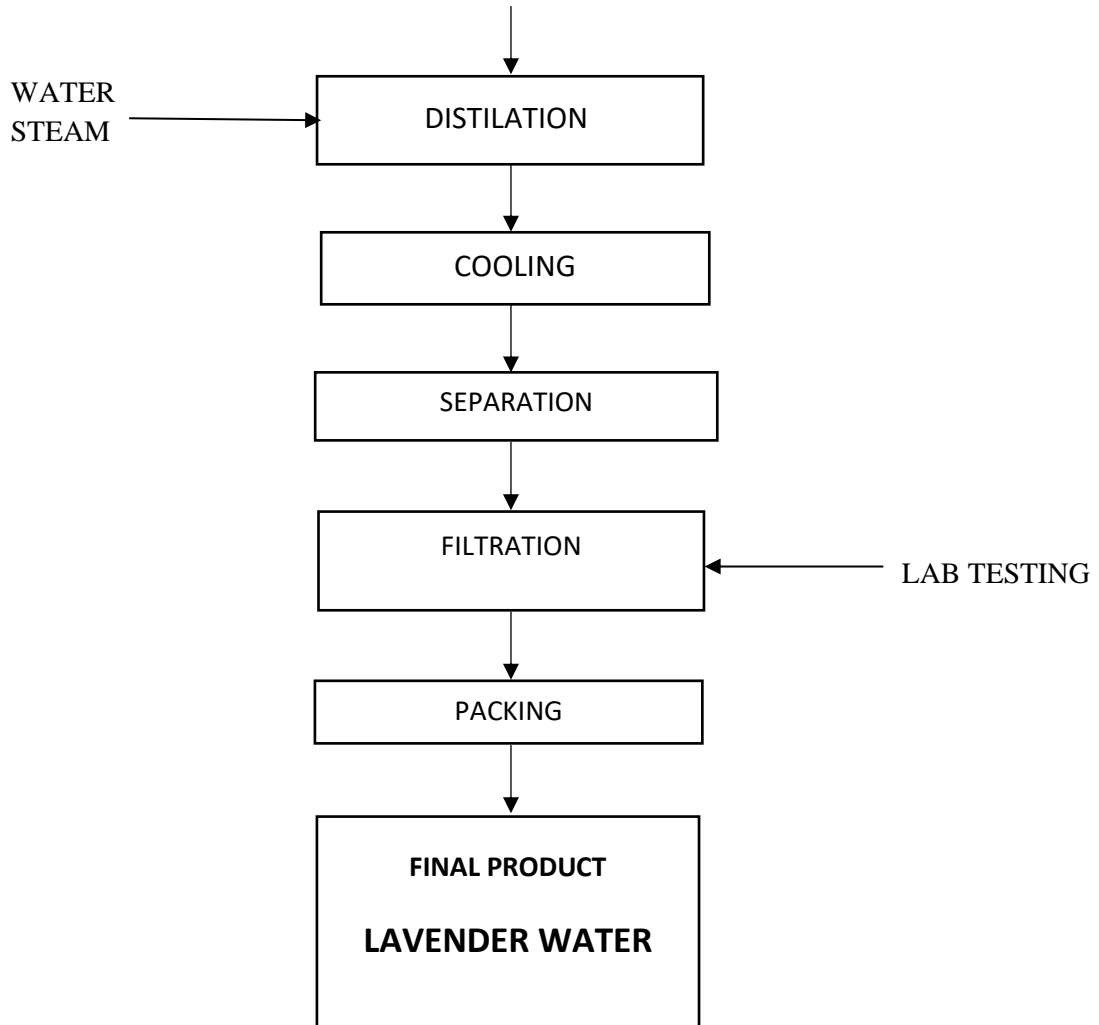 WATER
STEAM
DISTILATION
COOLING
SEPARATION
FILTRATION
LAB TESTING
PACKING
FINAL PRODUCT
LAVENDER WATER